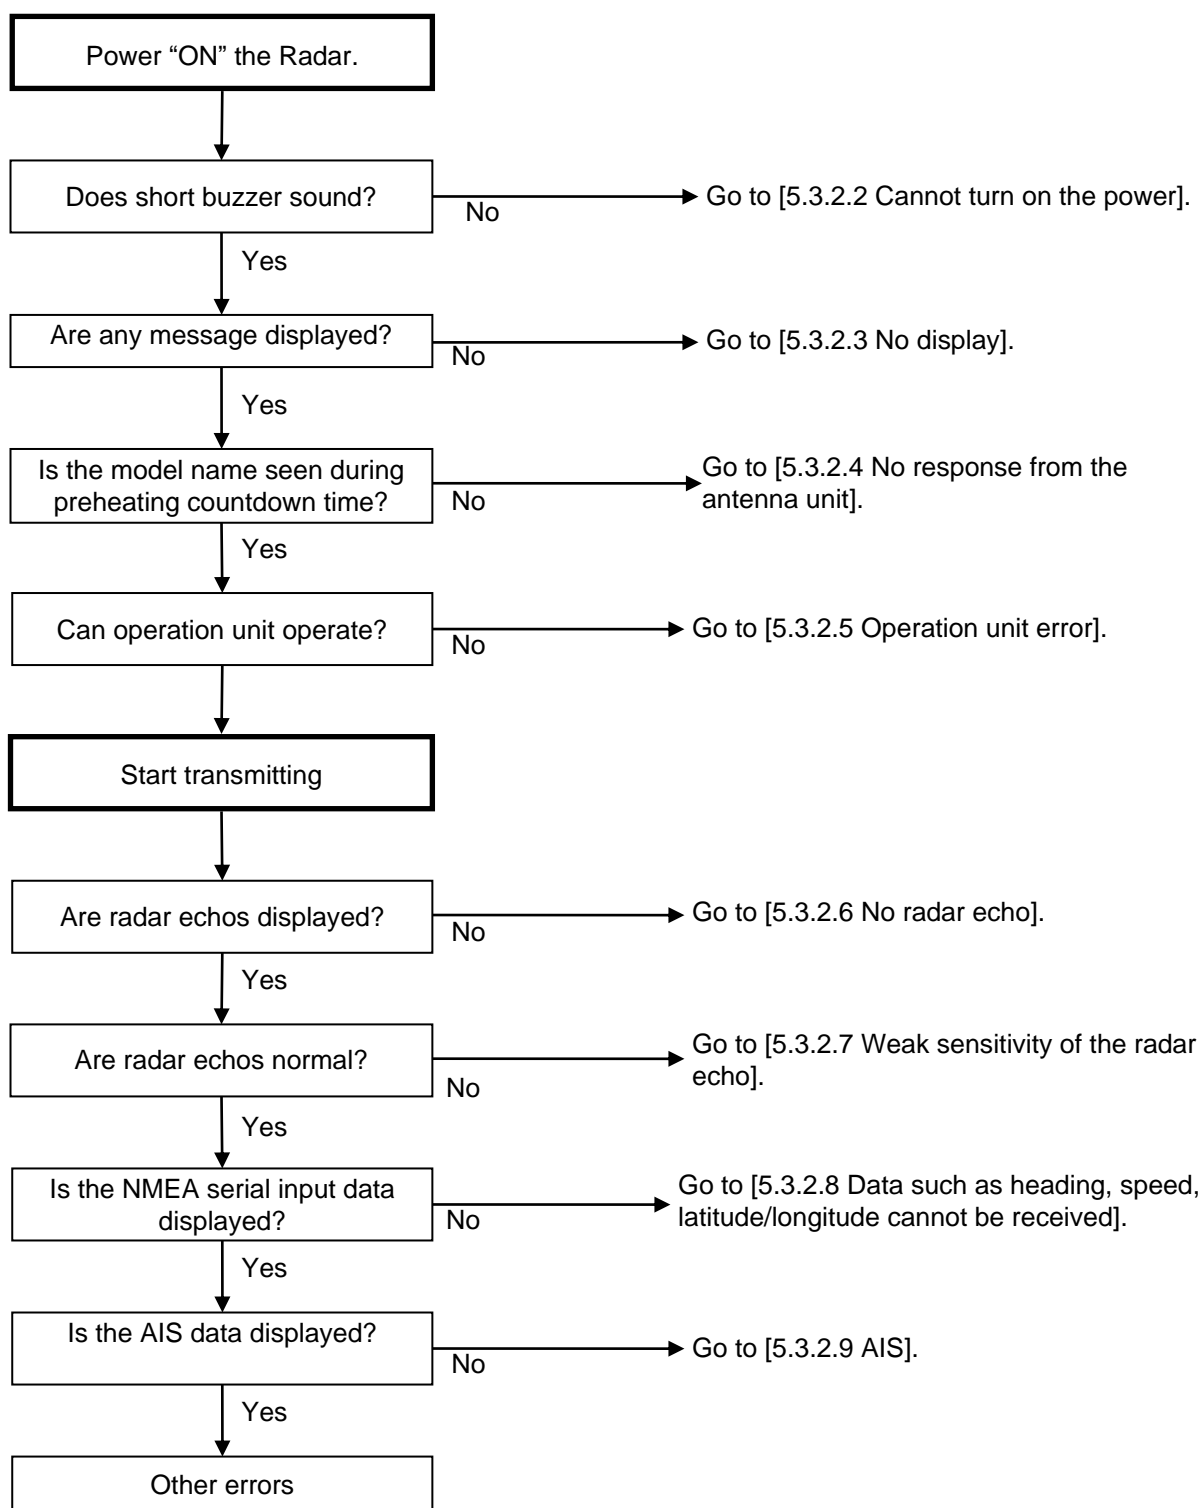 Power “ON” the Radar.
Does short buzzer sound?
No
Go to [5.3.2.2 Cannot turn on the power].
Yes
Are any message displayed?
No
Go to [5.3.2.3 No display].
Yes
Is the model name seen during
preheating countdown time?
No
Go to [5.3.2.4 No response from the
antenna unit].
Yes
Can operation unit operate?
No
Go to [5.3.2.5 Operation unit error].
Start transmitting
Are radar echos displayed?
No
Go to [5.3.2.6 No radar echo].
Yes
Are radar echos normal?
No
Go to [5.3.2.7 Weak sensitivity of the radar
echo].
Yes
Is the NMEA serial input data
displayed?
No
Go to [5.3.2.8 Data such as heading, speed,
latitude/longitude cannot be received].
Yes
Is the AIS data displayed?
No
Go to [5.3.2.9 AIS].
Yes
Other errors